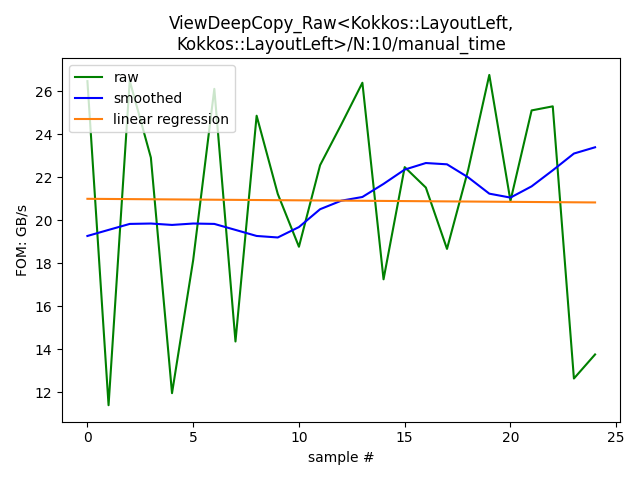 ViewDeepCopy_Raw<Kokkos::LayoutLeft,
Kokkos::LayoutLeft>/N:10/manual_time
raw
smoothed
linear regression
FOM: GB/s
26
24
22
20
18
16
14
12
0 5 10 15 20 25
sample #